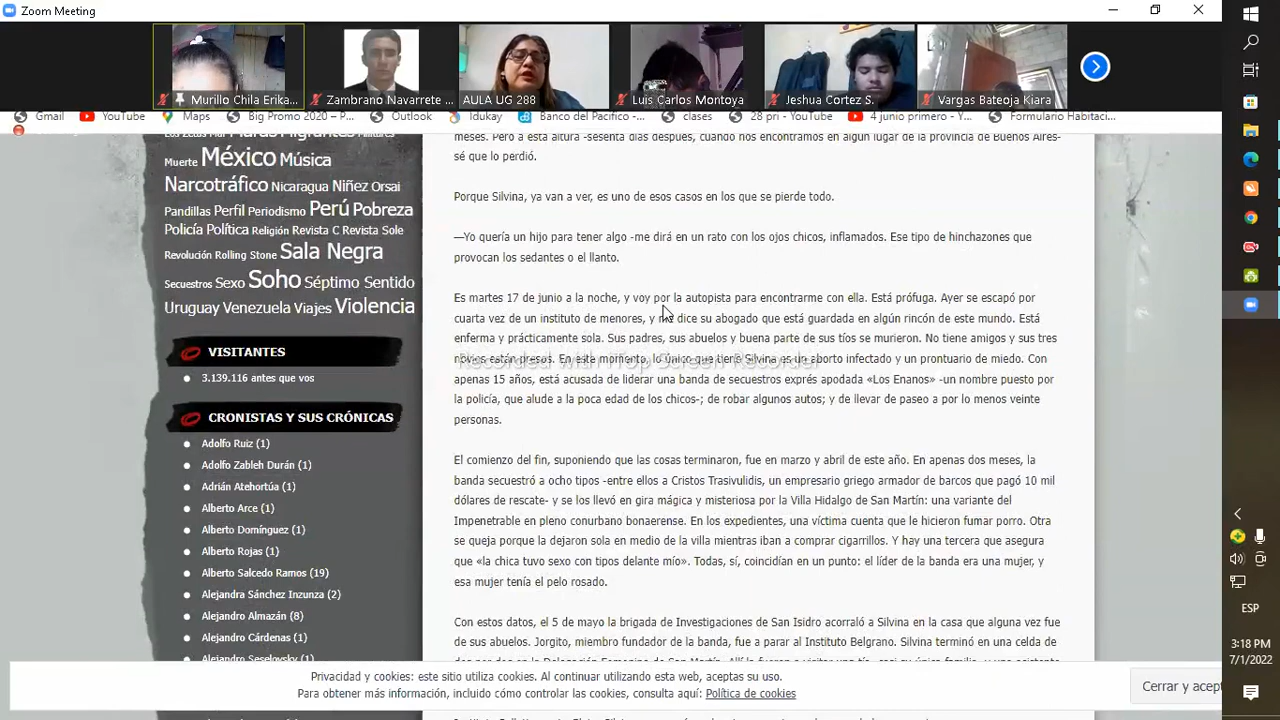 Zoom Meeting
Murillo Chila Erika...
Zambrano Navarrete ...
AULA UG 288
Luis Carlos Montoya
Jeshua Cortez S.
Vargas Bateoja Kiara
Gmail YouTube Maps Big Promo 2020 – P... Outlook Idukay Banco del Pacifico -... clases 28 pri - YouTube 4 junio primero - Y... Formulario Habitaci...
Muerte México Música
Narcotráfico Nicaragua Niñez Orsai
Pandillas Perfil Periodismo Perú Pobreza
Policía Política Religión Revista C Revista Sole
Revolución Rolling Stone Sala Negra
Secuestros Sexo Soho Séptimo Sentido
Uruguay Venezuela Viajes Violencia
VISITANTES
3.139.116 antes que vos
CRONISTAS Y SUS CRÓNICAS
Adolfo Ruiz (1)
Adolfo Zableh Durán (1)
Adrián Atehortúa (1)
Alberto Arce (1)
Alberto Domínguez (1)
Alberto Rojas (1)
Alberto Salcedo Ramos (19)
Alejandra Sánchez Inzunza (2)
Alejandro Almazán (8)
Alejandro Cárdenas (1)
Alejandro Seselovsky (1)
meses. Pero a esta altura -sesenta días después, cuando nos encontramos en algún lugar de la provincia de Buenos Aires-
sé que lo perdió.
Porque Silvina, ya van a ver, es uno de esos casos en los que se pierde todo.
—Yo quería un hijo para tener algo -me dirá en un rato con los ojos chicos, inflamados. Ese tipo de hinchazones que
provocan los sedantes o el llanto.
Es martes 17 de junio a la noche, y voy por la autopista para encontrarme con ella. Está prófuga. Ayer se escapó por
cuarta vez de un instituto de menores, y me dice su abogado que está guardada en algún rincón de este mundo. Está
enferma y prácticamente sola. Sus padres, sus abuelos y buena parte de sus tíos se murieron. No tiene amigos y sus tres
novios están presos. En este momento, lo único que tiene Silvina es un aborto infectado y un prontuario de miedo. Con
apenas 15 años, está acusada de liderar una banda de secuestros exprés apodada «Los Enanos» -un nombre puesto por
la policía, que alude a la poca edad de los chicos-; de robar algunos autos; y de llevar de paseo a por lo menos veinte
personas.
Recorded with iTop Screen Recorder
El comienzo del fin, suponiendo que las cosas terminaron, fue en marzo y abril de este año. En apenas dos meses, la
banda secuestró a ocho tipos -entre ellos a Cristos Trasivulidis, un empresario griego armador de barcos que pagó 10 mil
dólares de rescate- y se los llevó en gira mágica y misteriosa por la Villa Hidalgo de San Martín: una variante del
Impenetrable en pleno conurbano bonaerense. En los expedientes, una víctima cuenta que le hicieron fumar porro. Otra
se queja porque la dejaron sola en medio de la villa mientras iban a comprar cigarrillos. Y hay una tercera que asegura
que «la chica tuvo sexo con tipos delante mío». Todas, sí, coincidían en un punto: el líder de la banda era una mujer, y
esa mujer tenía el pelo rosado.
Con estos datos, el 5 de mayo la brigada de Investigaciones de San Isidro acorraló a Silvina en la casa que alguna vez fue
de sus abuelos. Jorgito, miembro fundador de la banda, fue a parar al Instituto Belgrano. Silvina terminó en una celda de
Privacidad y cookies: este sitio utiliza cookies. Al continuar utilizando esta web, aceptas su uso.
Para obtener más información, incluido cómo controlar las cookies, consulta aquí: Política de cookies
Cerrar y acept
ESP
3:18 PM
7/1/2022